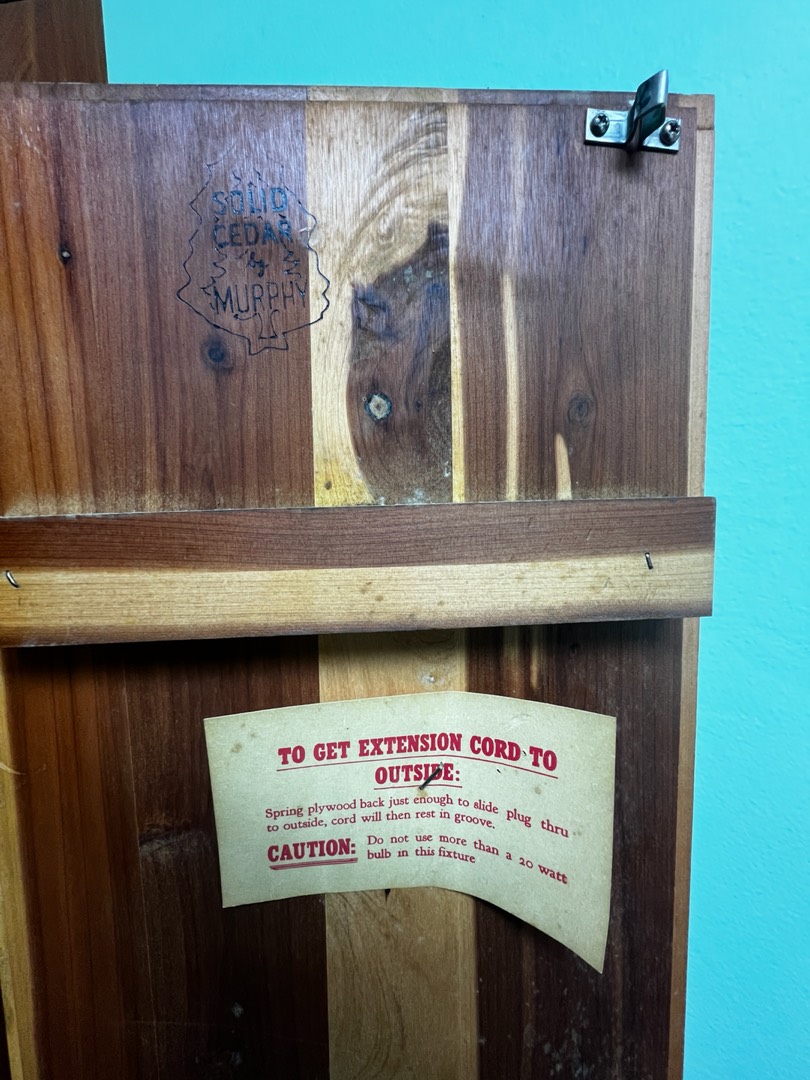 SOLID
CEDAR
by
MURPHY
TO GET EXTENSION CORD TO
OUTSIDE:
Spring plywood back just enough to slide plug thru
to outside, cord will then rest in groove.
CAUTION: Do not use more than a 20 watt
bulb in this fixture